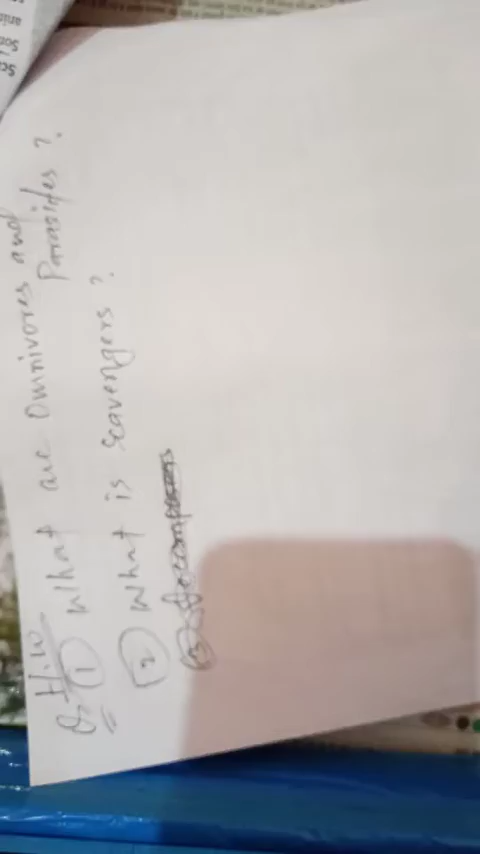 H.W
Q. ① What are Omnivores and
Parasites ?
② What is scavengers ?
③